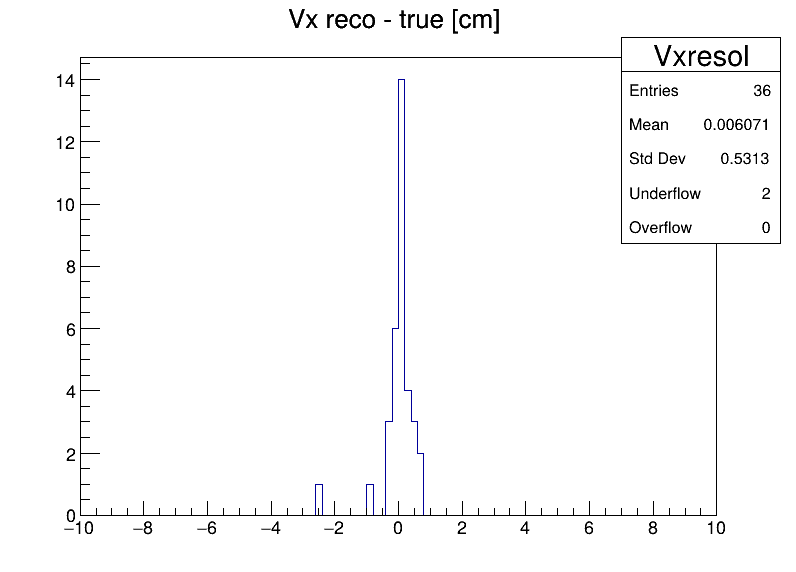 Vx reco - true [cm]
Vxresol
Entries 36
Mean 0.006071
Std Dev 0.5313
Underflow 2
Overflow 0
14
12
10
8
6
4
2
0
−10 −8 −6 −4 −2 0 2 4 6 8 10